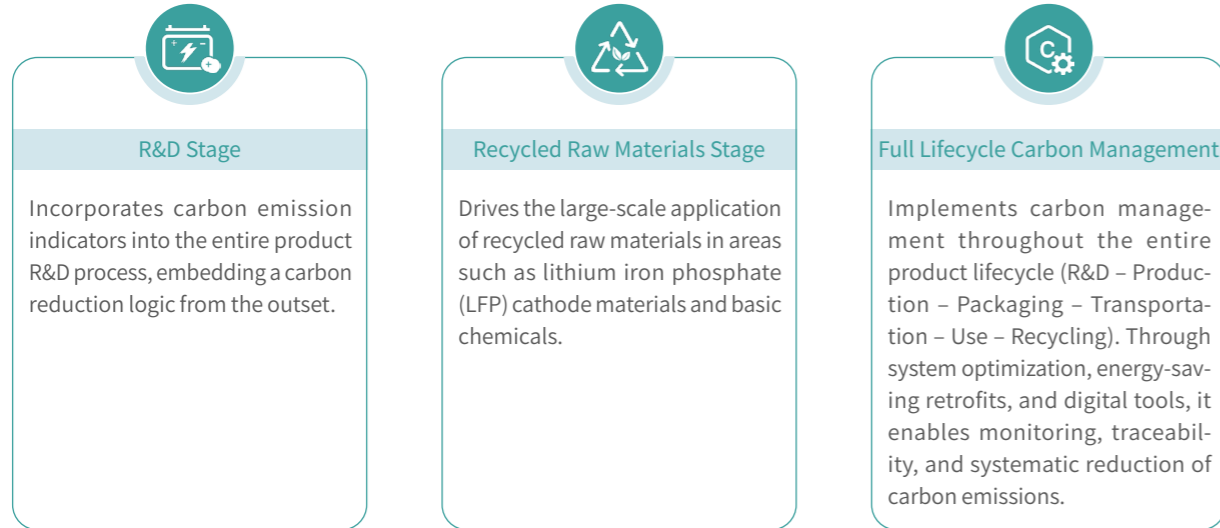 R&D Stage
Incorporates carbon emission
indicators into the entire product
R&D process, embedding a carbon
reduction logic from the outset.
Recycled Raw Materials Stage
Drives the large-scale application
of recycled raw materials in areas
such as lithium iron phosphate
(LFP) cathode materials and basic
chemicals.
C
Full Lifecycle Carbon Management
Implements carbon manage-
ment throughout the entire
product lifecycle (R&D – Produc-
tion – Packaging – Transporta-
tion – Use – Recycling). Through
system optimization, energy-sav-
ing retrofits, and digital tools, it
enables monitoring, traceabil-
ity, and systematic reduction of
carbon emissions.